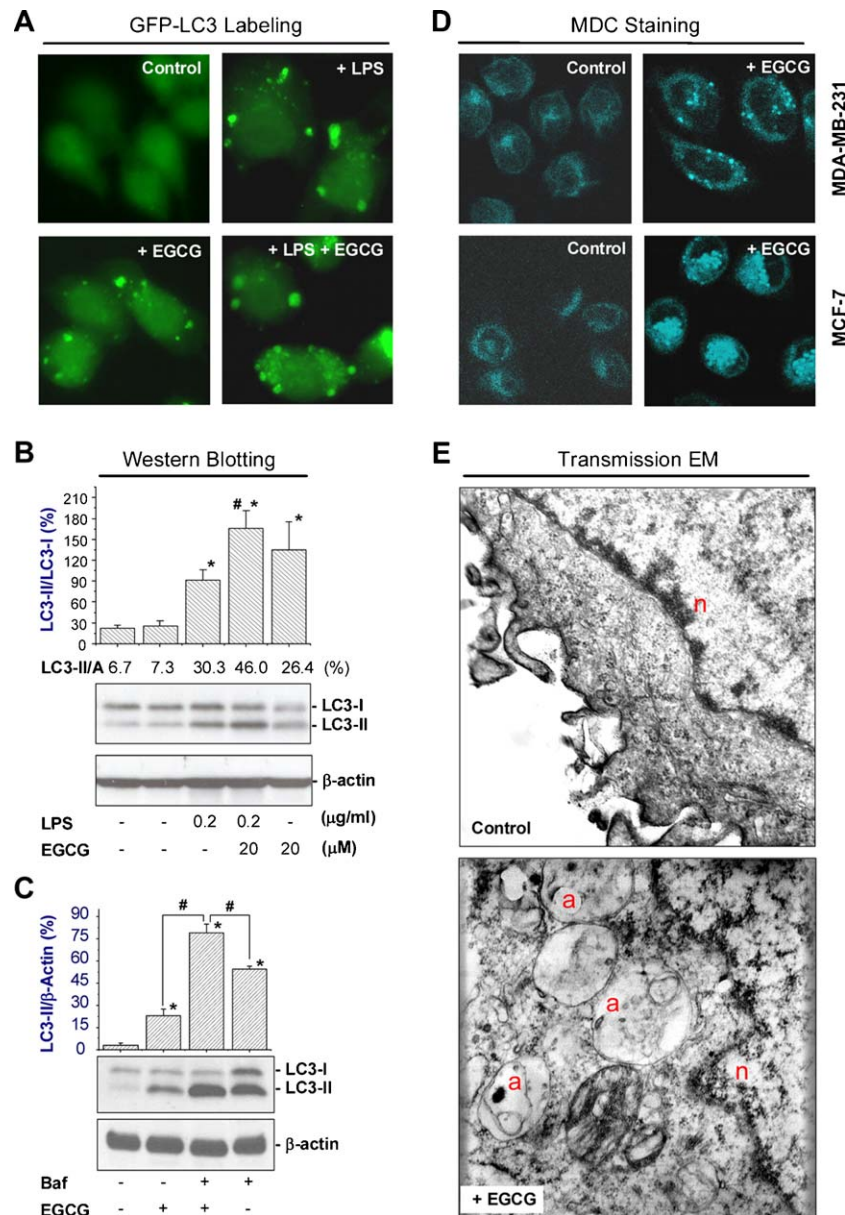 A
GFP-LC3 Labeling
Control
+ LPS
+ EGCG
+ LPS + EGCG
D
MDC Staining
Control
+ EGCG
MDA-MB-231
Control
+ EGCG
MCF-7
B
Western Blotting
LC3-II/LC3-I (%)
210
180
150
120
90
60
30
0
*
# *
*
LC3-II/A 6.7 7.3 30.3 46.0 26.4 (%)
- LC3-I
- LC3-II
- β-actin
LPS - - 0.2 0.2 - (μg/ml)
EGCG - - - 20 20 (μM)
C
LC3-II/β-Actin (%)
90
75
60
45
30
15
0
# #
*
*
*
- LC3-I
- LC3-II
- β-actin
Baf - - + +
EGCG - + + -
E
Transmission EM
n
Control
a
a
a
n
+ EGCG